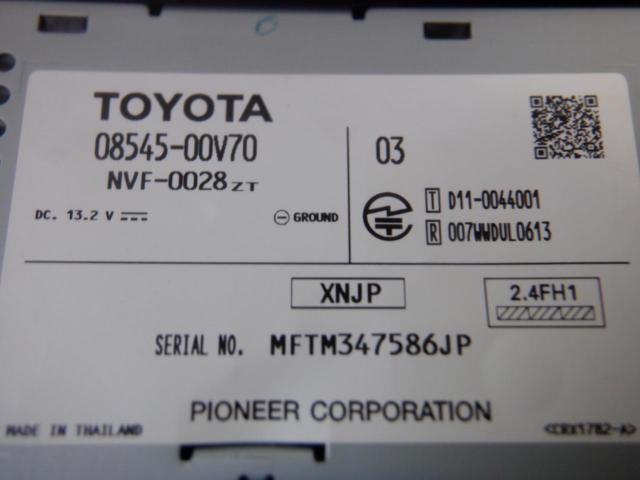 TOYOTA
08545-00V70
NVF-0028ZT
DC. 13.2 V
GROUND
03
T D11-0044001
R 007WWDUL0613
XNJP
2.4FH1
SERIAL NO. MFTM347586JP
PIONEER CORPORATION
MADE IN THAILAND
<CRX1782-A>